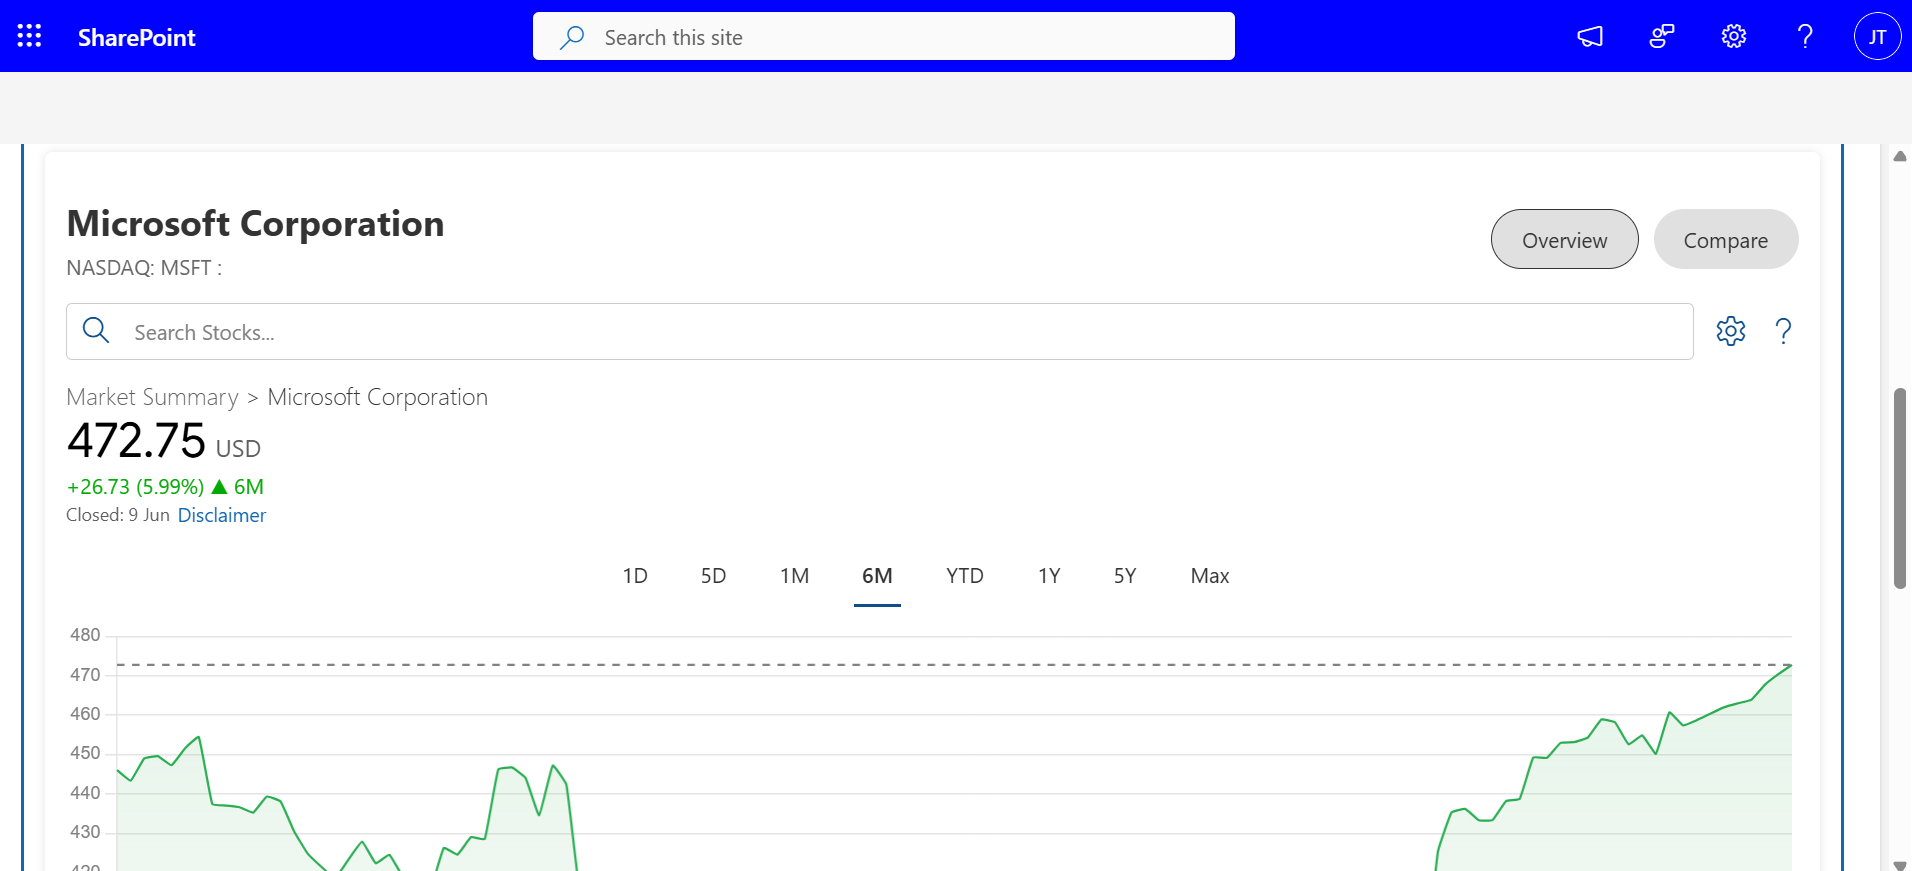 SharePoint
Search this site
JT
Microsoft Corporation
NASDAQ: MSFT :
Overview
Compare
Search Stocks...
Market Summary > Microsoft Corporation
472.75 USD
+26.73 (5.99%) ▲ 6M
Closed: 9 Jun Disclaimer
1D 5D 1M 6M YTD 1Y 5Y Max
480
470
460
450
440
430
420